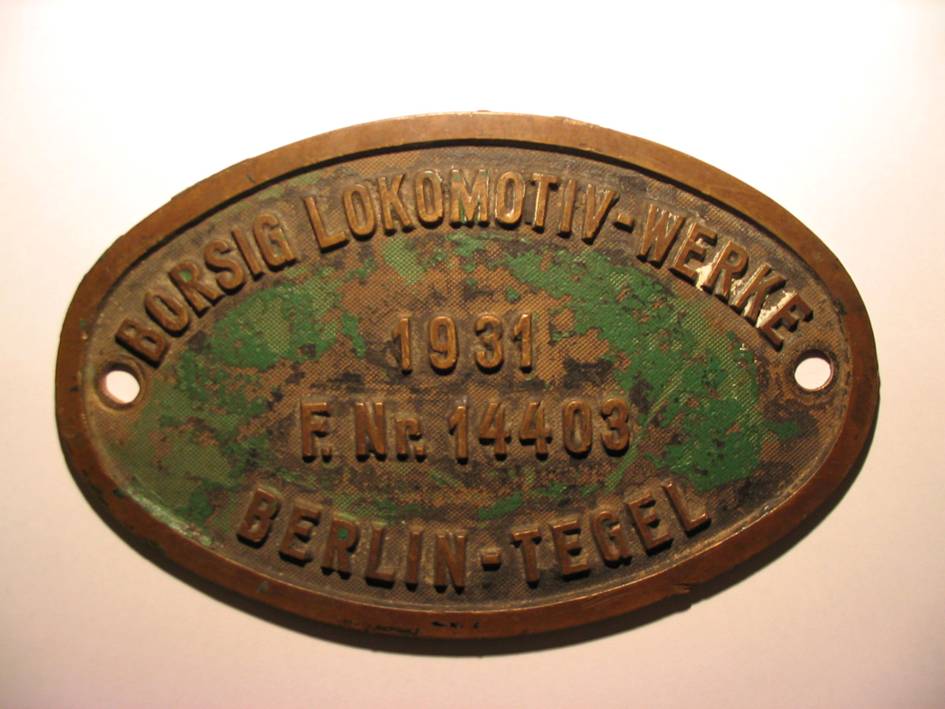 BORSIG LOKOMOTIV-WERKE
1931
F. Nr. 14403
BERLIN-TEGEL